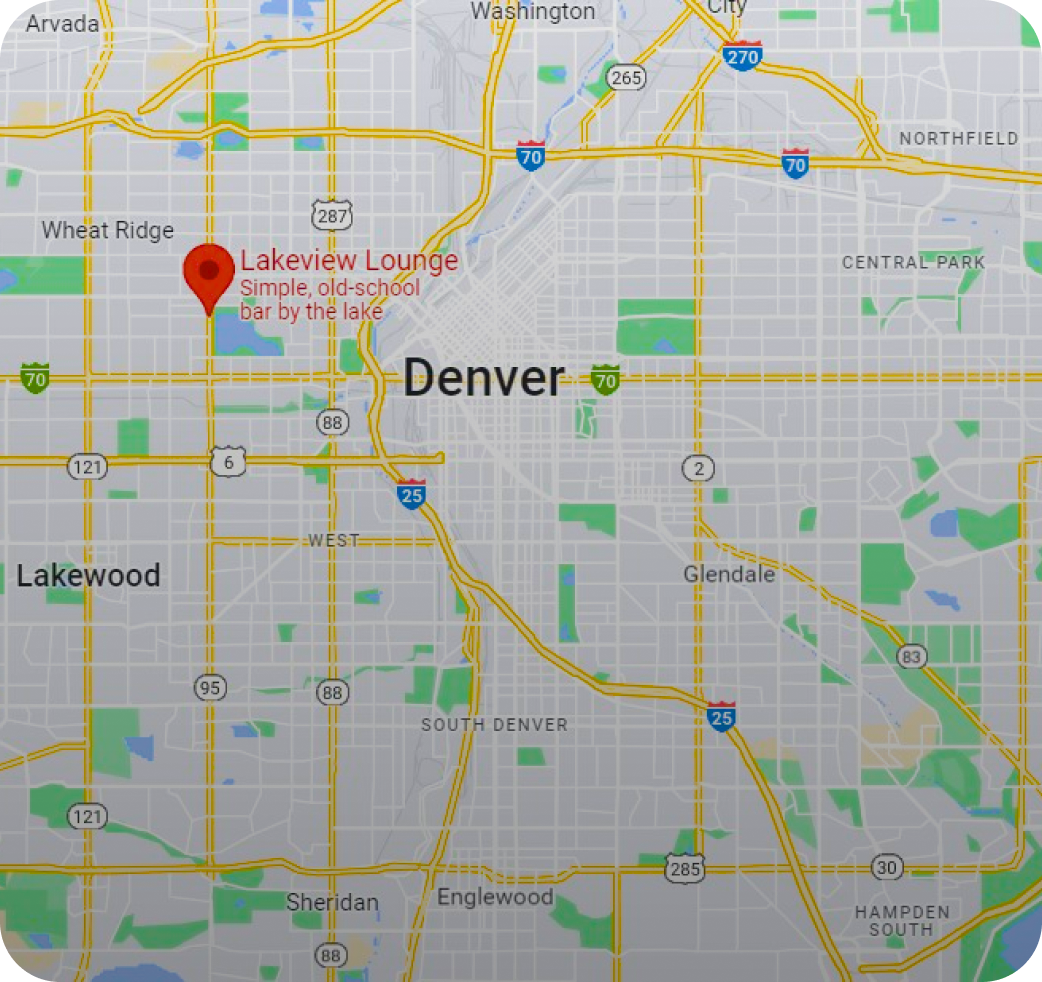 Washington
City
Arvada
270
265
NORTHFIELD
70
70
287
Wheat Ridge
Lakeview Lounge
Simple, old-school
bar by the lake
CENTRAL PARK
Denver
70
70
88
6
121
2
25
WEST
Lakewood
Glendale
83
95
88
25
SOUTH DENVER
121
285
30
Sheridan
Englewood
HAMPDEN
SOUTH
88